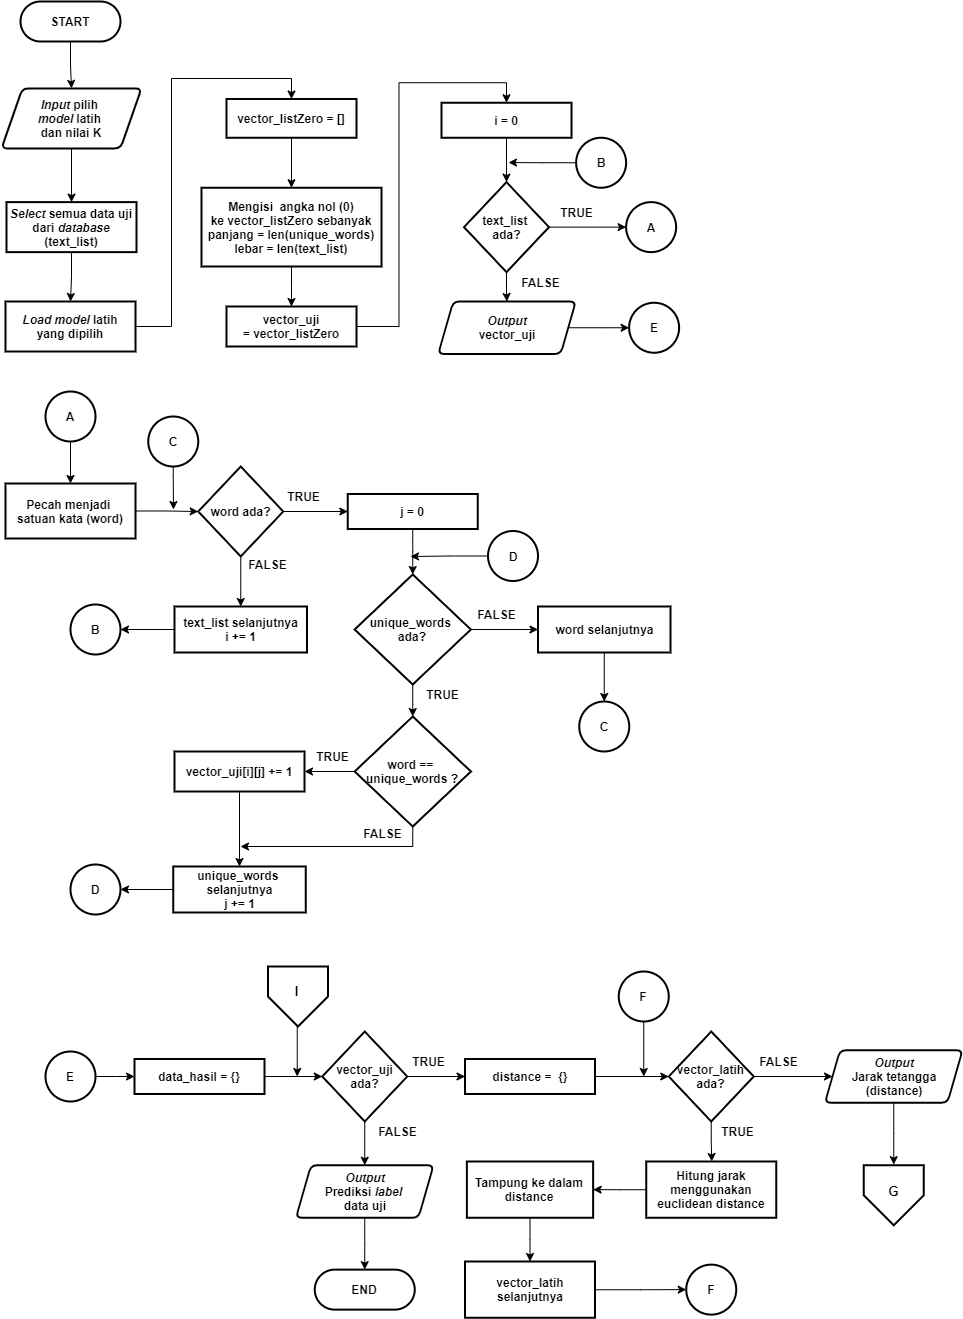 START
Input pilih
model latih
dan nilai K
Select semua data uji
dari database
(text_list)
Load model latih
yang dipilih
vector_listZero = []
Mengisi angka nol (0)
ke vector_listZero sebanyak
panjang = len(unique_words)
lebar = len(text_list)
vector_uji
= vector_listZero
i = 0
B
text_list
ada?
TRUE
A
FALSE
Output
vector_uji
E
A
C
Pecah menjadi
satuan kata (word)
word ada?
TRUE
j = 0
FALSE
D
B
text_list selanjutnya
i += 1
unique_words
ada?
FALSE
word selanjutnya
TRUE
C
vector_uji[i][j] += 1
TRUE
word ==
unique_words ?
FALSE
D
unique_words
selanjutnya
j += 1
I
F
E
data_hasil = {}
vector_uji
ada?
TRUE
distance = {}
vector_latih
ada?
FALSE
Output
Jarak tetangga
(distance)
FALSE
TRUE
Output
Prediksi label
data uji
Tampung ke dalam
distance
Hitung jarak
menggunakan
euclidean distance
G
END
vector_latih
selanjutnya
F